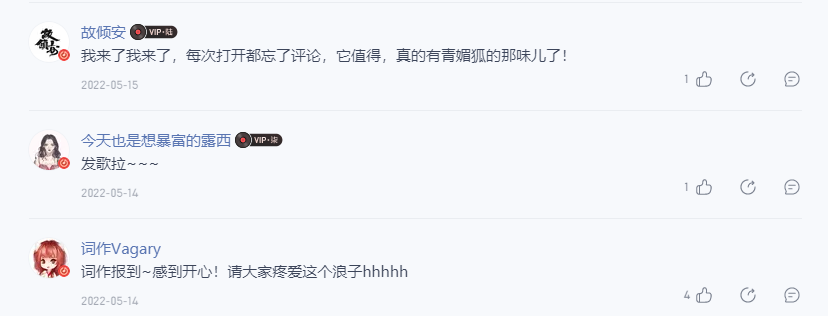 故倾安 VIP·陆
我来了我来了，每次打开都忘了评论，它值得，真的有青媚狐的那味儿了！
2022-05-15
1
今天也是想暴富的露西 VIP·柒
发歌拉~~~
2022-05-14
1
词作Vagary
词作报到~感到开心！请大家疼爱这个浪子hhhhh
2022-05-14
4